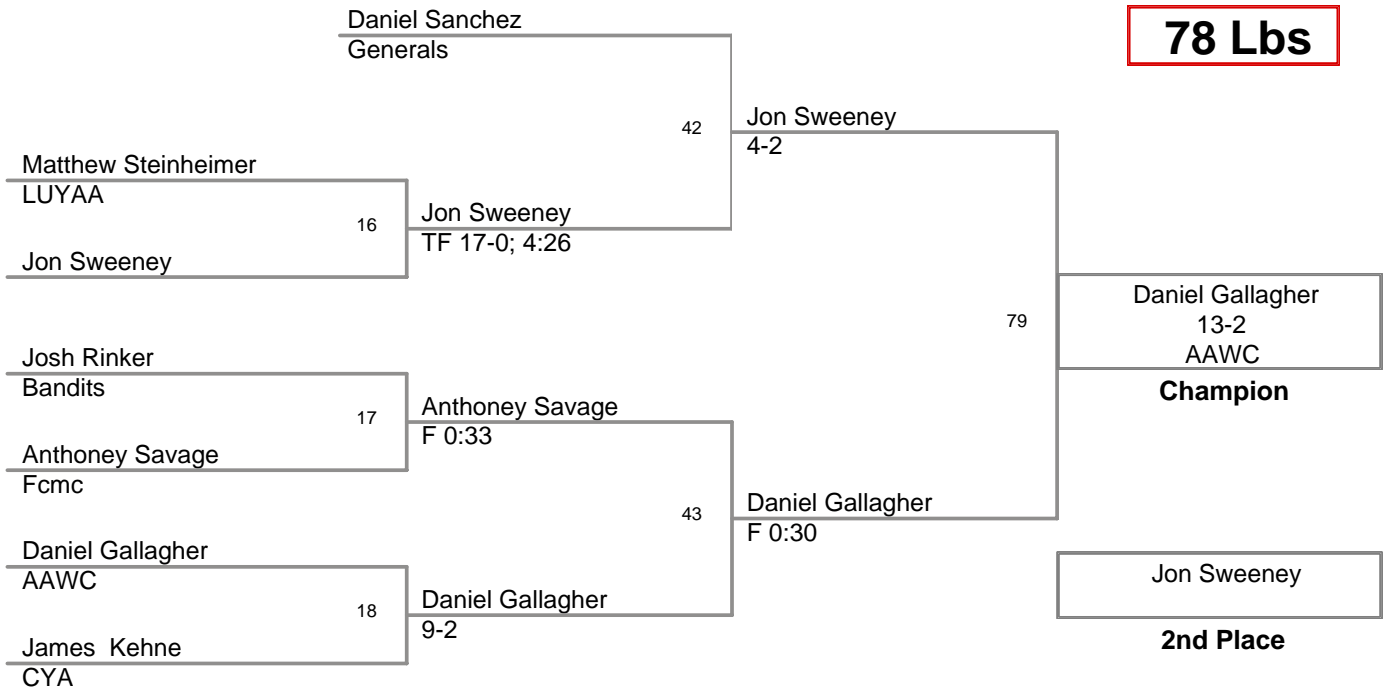 Daniel Sanchez
Generals
78 Lbs
42
Jon Sweeney
4-2
Matthew Steinheimer
LUYAA
16
Jon Sweeney
TF 17-0; 4:26
Jon Sweeney
79
Daniel Gallagher
13-2
AAWC
Champion
Josh Rinker
Bandits
17
Anthoney Savage
F 0:33
Anthoney Savage
Fcmc
43
Daniel Gallagher
F 0:30
Daniel Gallagher
AAWC
18
Daniel Gallagher
9-2
James  Kehne
CYA
Jon Sweeney
2nd Place